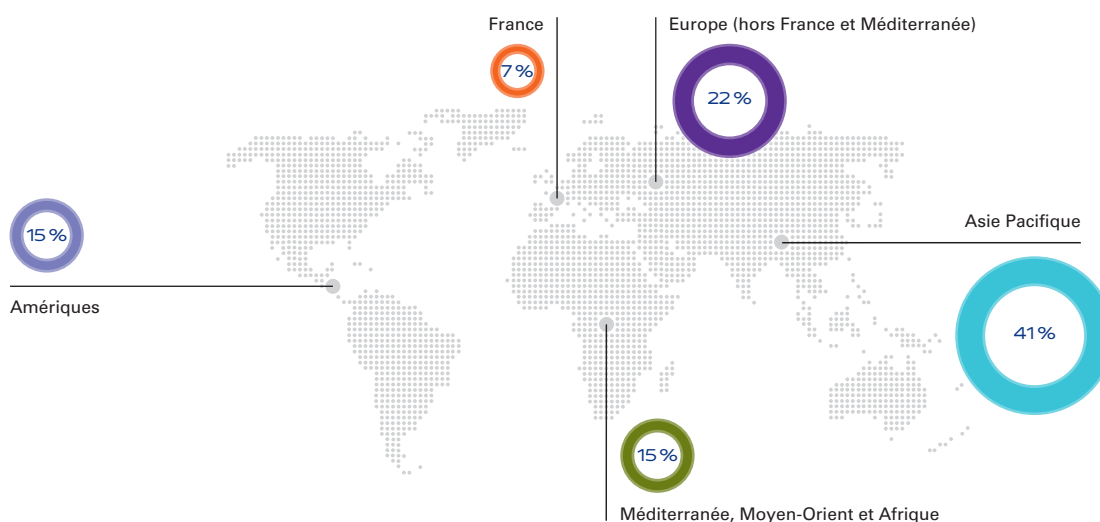 France
7 %
Europe (hors France et Méditerranée)
22 %
15 %
Amériques
Asie Pacifique
41 %
15 %
Méditerranée, Moyen-Orient et Afrique